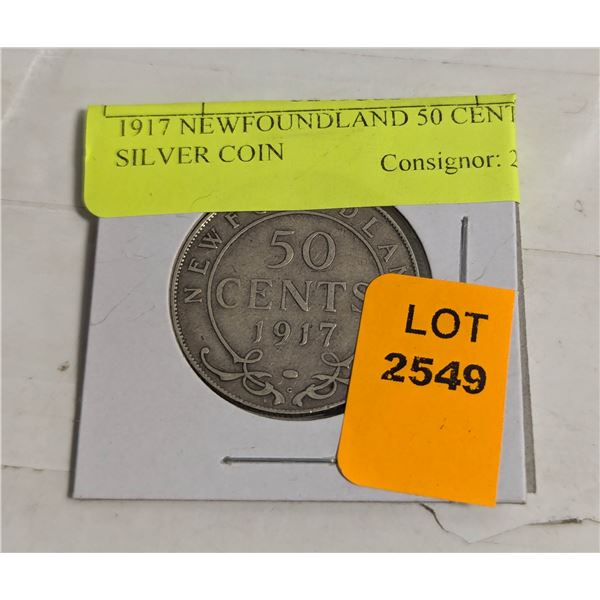 1917 NEWFOUNDLAND 50 CENT
SILVER COIN Consignor: 2
NEWFOUNDLAN
50
CENTS
1917
LOT
2549